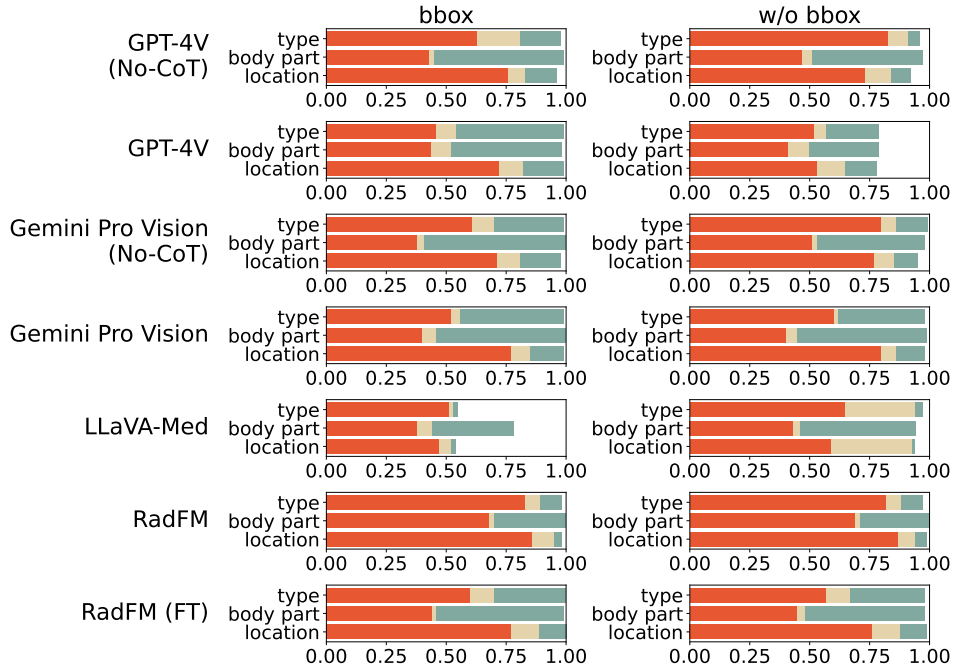 bbox
w/o bbox
GPT-4V
(No-CoT)
type
body part
location
0.00 0.25 0.50 0.75 1.00
type
body part
location
0.00 0.25 0.50 0.75 1.00
GPT-4V
type
body part
location
0.00 0.25 0.50 0.75 1.00
type
body part
location
0.00 0.25 0.50 0.75 1.00
Gemini Pro Vision
(No-CoT)
type
body part
location
0.00 0.25 0.50 0.75 1.00
type
body part
location
0.00 0.25 0.50 0.75 1.00
Gemini Pro Vision
type
body part
location
0.00 0.25 0.50 0.75 1.00
type
body part
location
0.00 0.25 0.50 0.75 1.00
LLaVA-Med
type
body part
location
0.00 0.25 0.50 0.75 1.00
type
body part
location
0.00 0.25 0.50 0.75 1.00
RadFM
type
body part
location
0.00 0.25 0.50 0.75 1.00
type
body part
location
0.00 0.25 0.50 0.75 1.00
RadFM (FT)
type
body part
location
0.00 0.25 0.50 0.75 1.00
type
body part
location
0.00 0.25 0.50 0.75 1.00